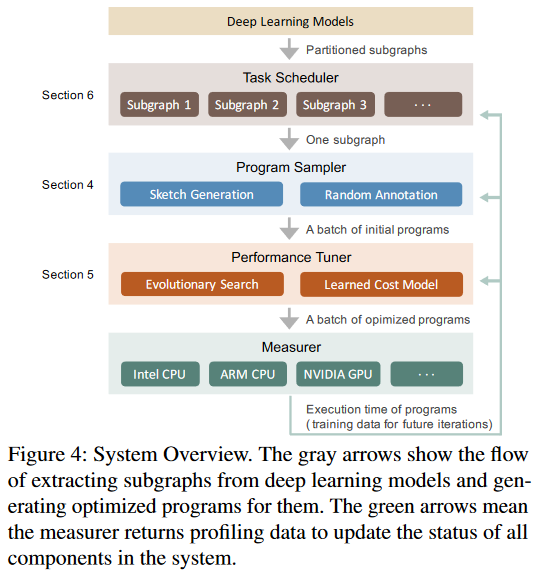 Deep Learning Models
Partitioned subgraphs
Section 6
Task Scheduler
Subgraph 1
Subgraph 2
Subgraph 3
· · ·
One subgraph
Section 4
Program Sampler
Sketch Generation
Random Annotation
A batch of initial programs
Section 5
Performance Tuner
Evolutionary Search
Learned Cost Model
A batch of opimized programs
Measurer
Intel CPU
ARM CPU
NVIDIA GPU
· · ·
Execution time of programs
( training data for future iterations)
Figure 4: System Overview. The gray arrows show the flow
of extracting subgraphs from deep learning models and gen-
erating optimized programs for them. The green arrows mean
the measurer returns profiling data to update the status of all
components in the system.